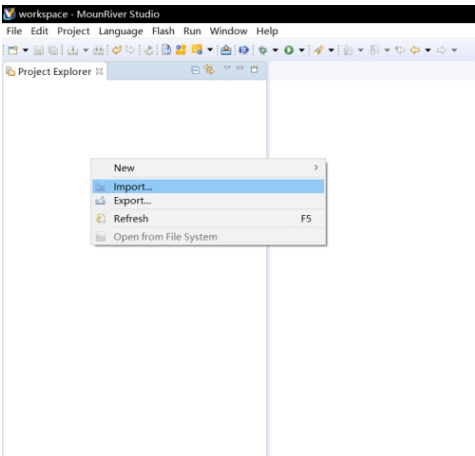 workspace - MounRiver Studio
File Edit Project Language Flash Run Window Help
Project Explorer
New
Import...
Export...
Refresh F5
Open from File System